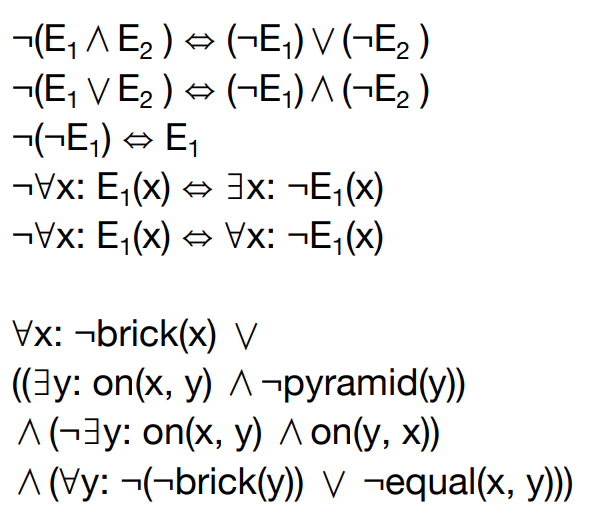 ¬(E₁ ∧ E₂ ) ⇔ (¬E₁) ∨ (¬E₂ )
¬(E₁ ∨ E₂ ) ⇔ (¬E₁) ∧ (¬E₂ )
¬(¬E₁) ⇔ E₁
¬∀x: E₁(x) ⇔ ∃x: ¬E₁(x)
¬∀x: E₁(x) ⇔ ∀x: ¬E₁(x)
∀x: ¬brick(x) ∨
((∃y: on(x, y) ∧ ¬pyramid(y))
∧ (¬∃y: on(x, y) ∧ on(y, x))
∧ (∀y: ¬(¬brick(y)) ∨ ¬equal(x, y)))